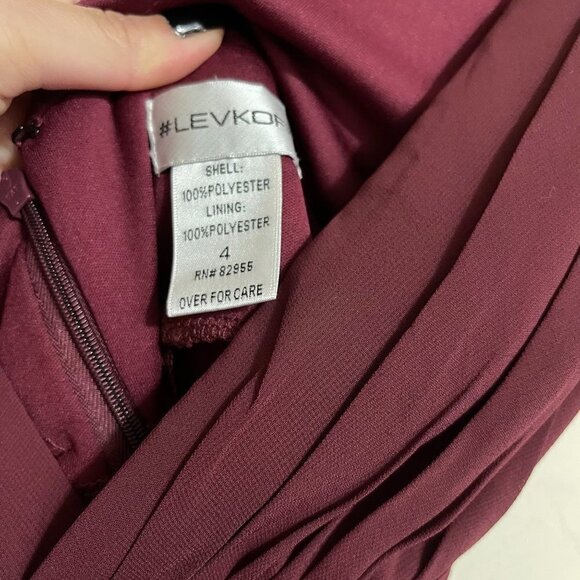 #LEVKOF
SHELL:
100%POLYESTER
LINING:
100%POLYESTER
4
RN# 82955
OVER FOR CARE